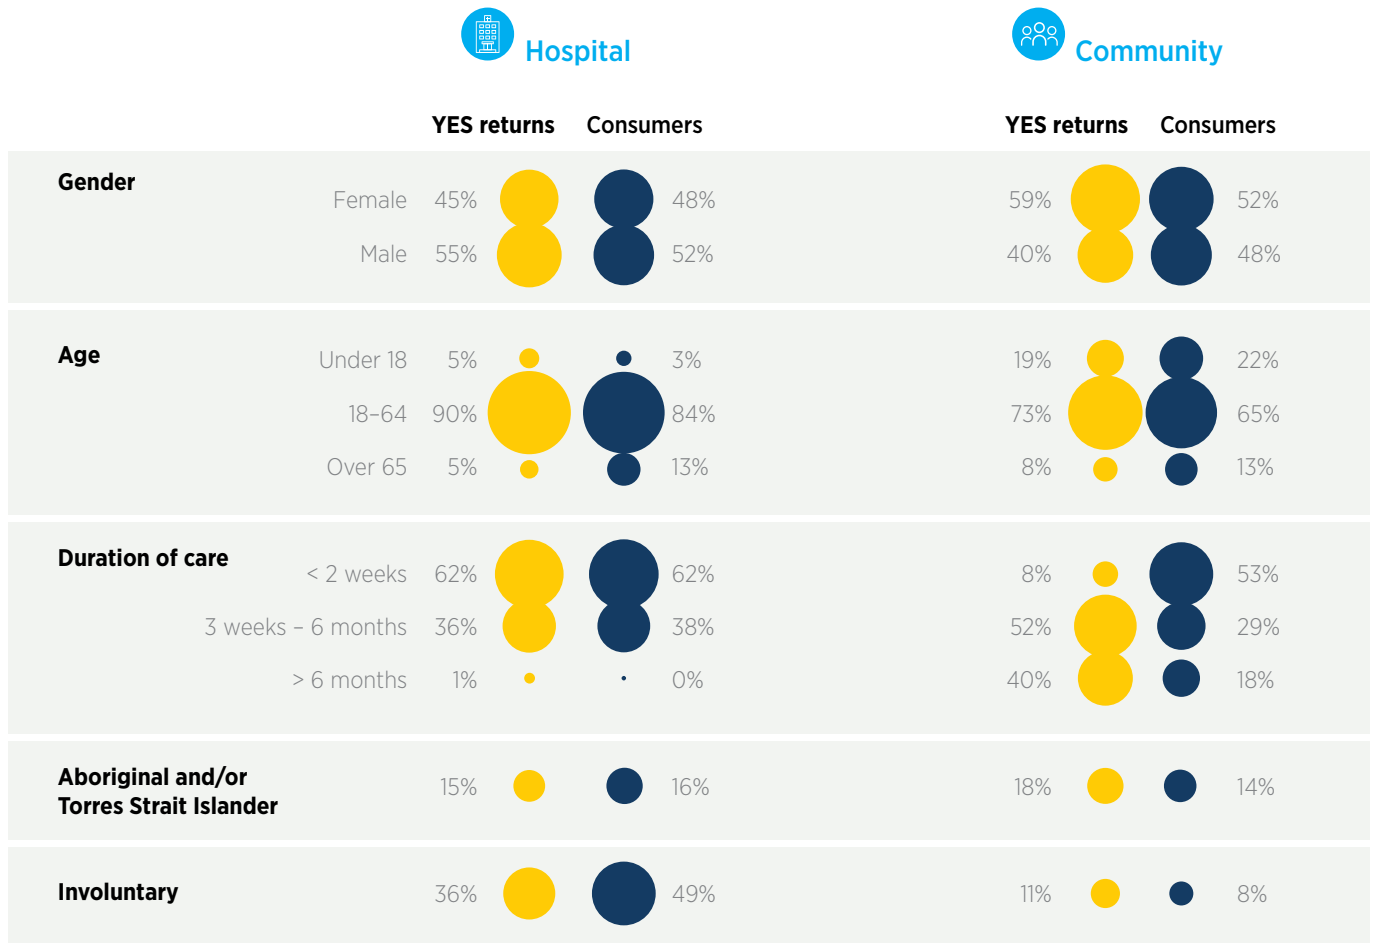 Hospital Community
YES returns Consumers YES returns Consumers
Gender
Female 45% 48% 59% 52%
Male 55% 52% 40% 48%
Age
Under 18 5% 3% 19% 22%
18–64 90% 84% 73% 65%
Over 65 5% 13% 8% 13%
Duration of care
< 2 weeks 62% 62% 8% 53%
3 weeks – 6 months 36% 38% 52% 29%
> 6 months 1% 0% 40% 18%
Aboriginal and/or
Torres Strait Islander
15% 16% 18% 14%
Involuntary 36% 49% 11% 8%